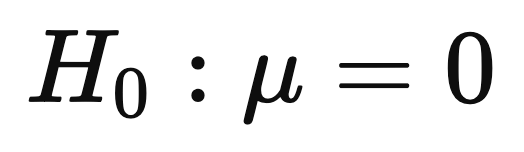 H₀ : μ = 0